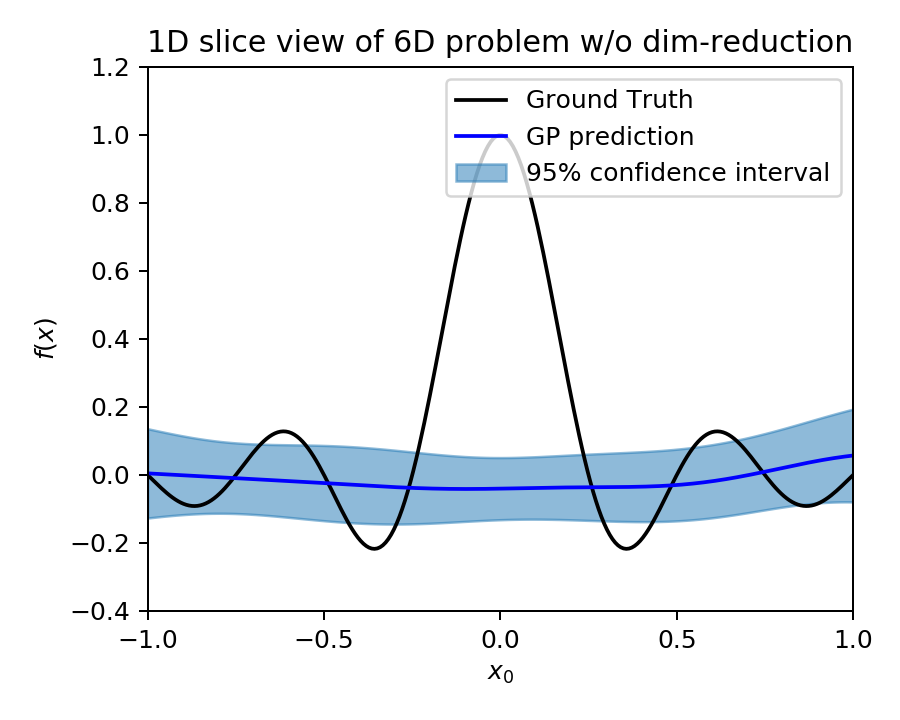 1D slice view of 6D problem w/o dim-reduction
1.2
1.0
0.8
0.6
0.4
0.2
0.0
−0.2
−0.4
f(x)
Ground Truth
GP prediction
95% confidence interval
−1.0 −0.5 0.0 0.5 1.0
x₀